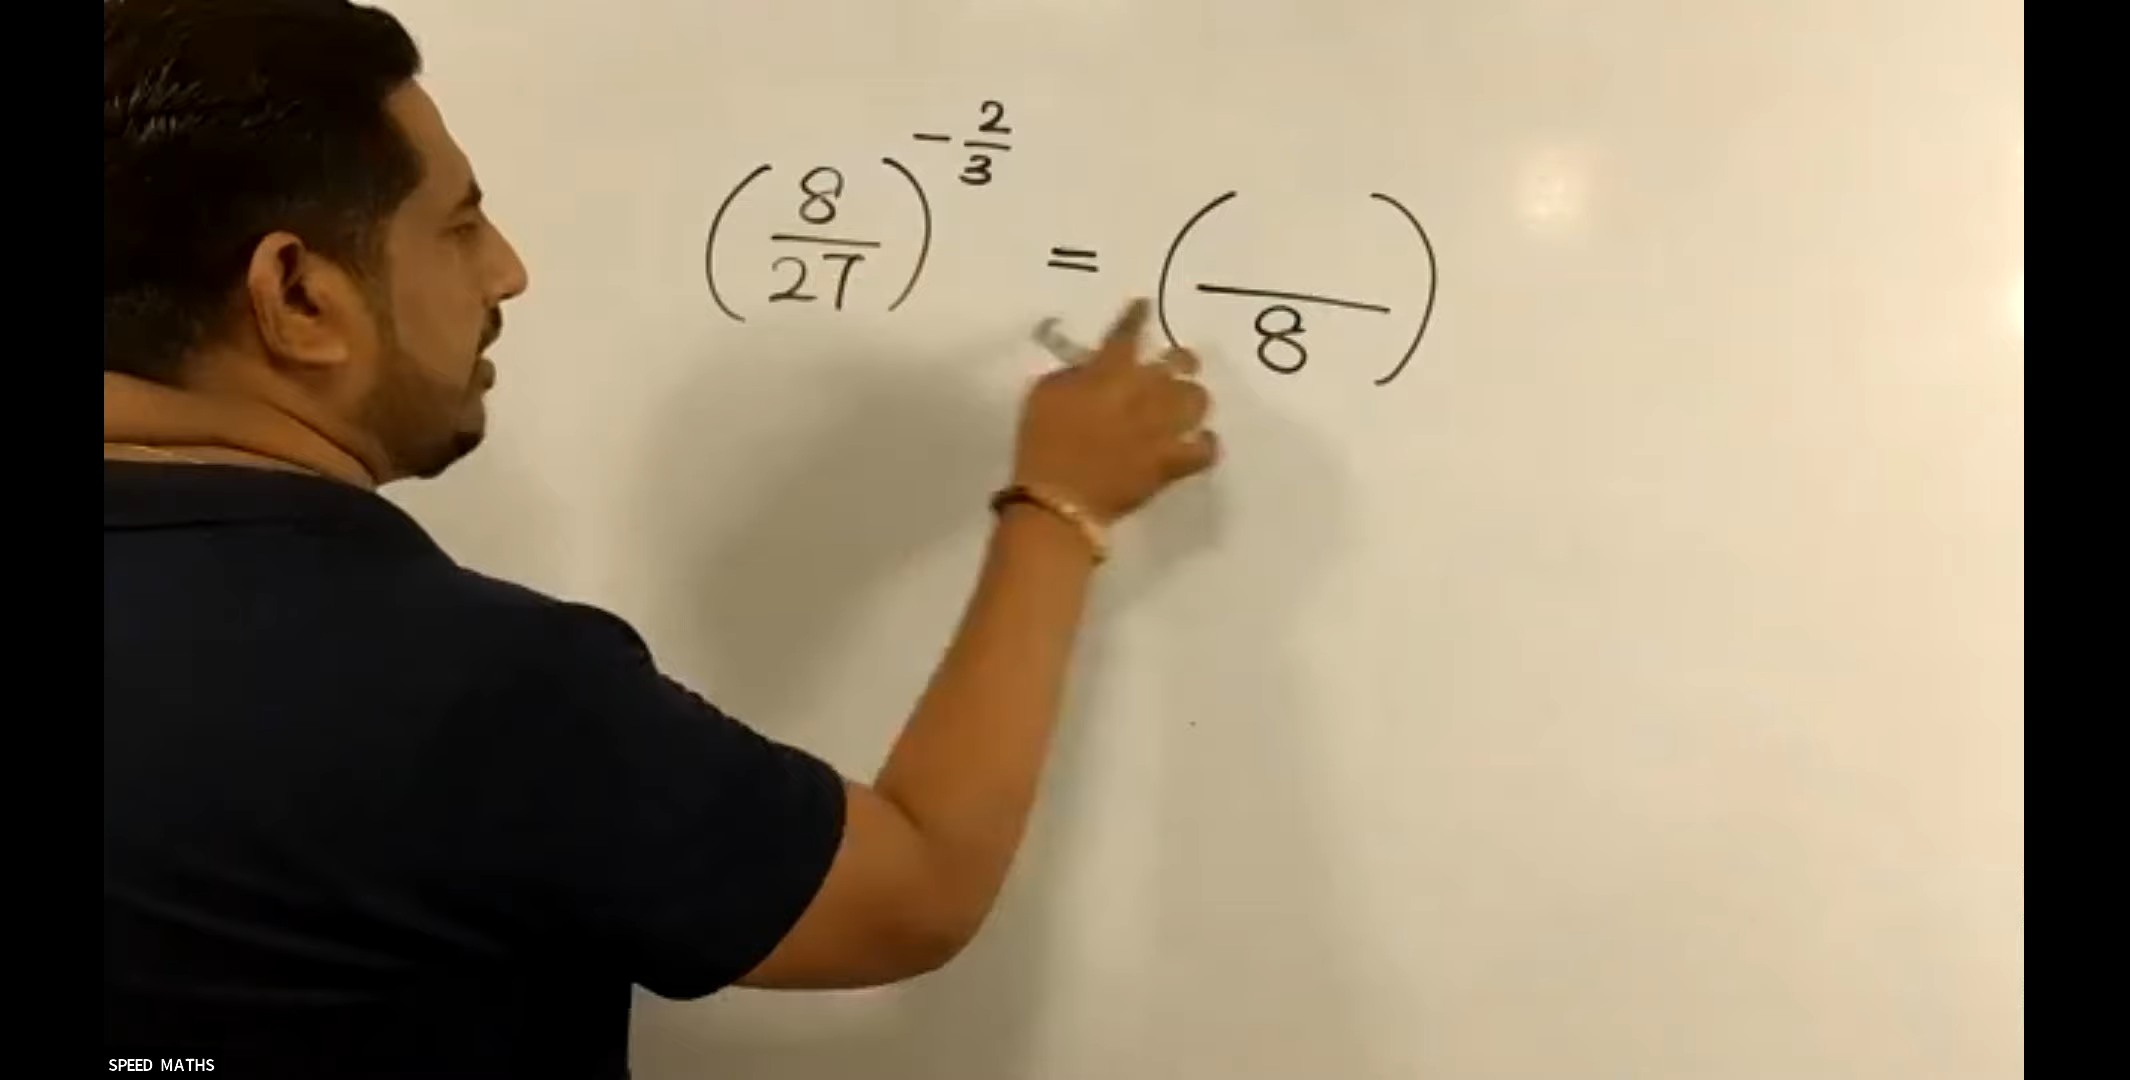 (8/27)^-2/3 = ( /8)
SPEED MATHS